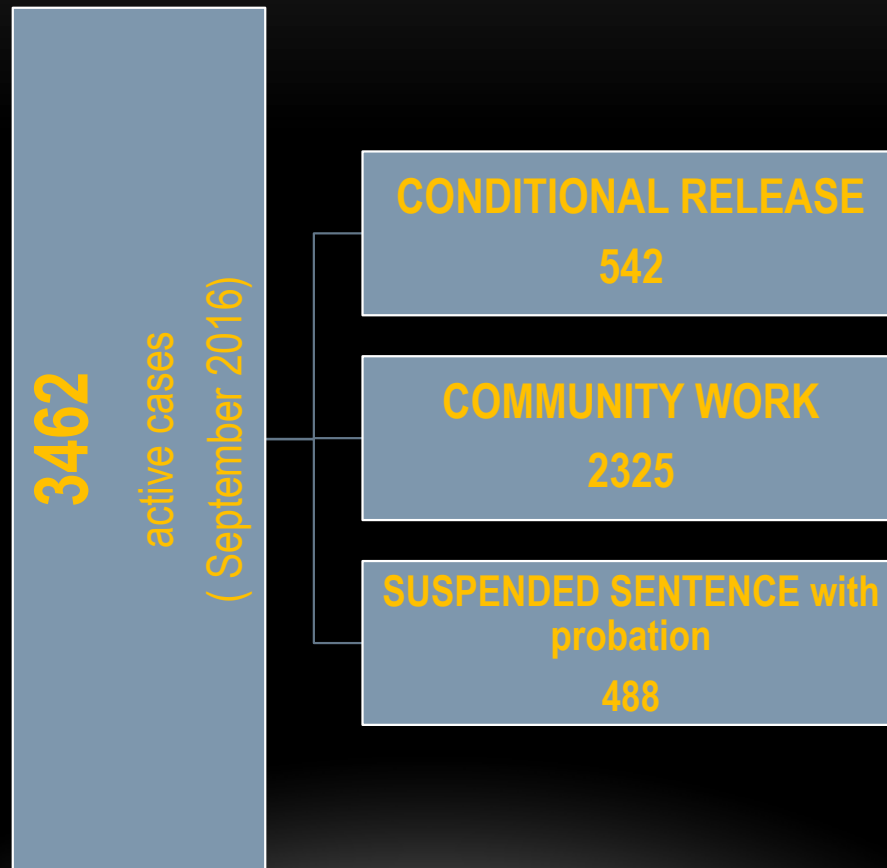 3462
active cases
( September 2016)
CONDITIONAL RELEASE
542
COMMUNITY WORK
2325
SUSPENDED SENTENCE with
probation
488